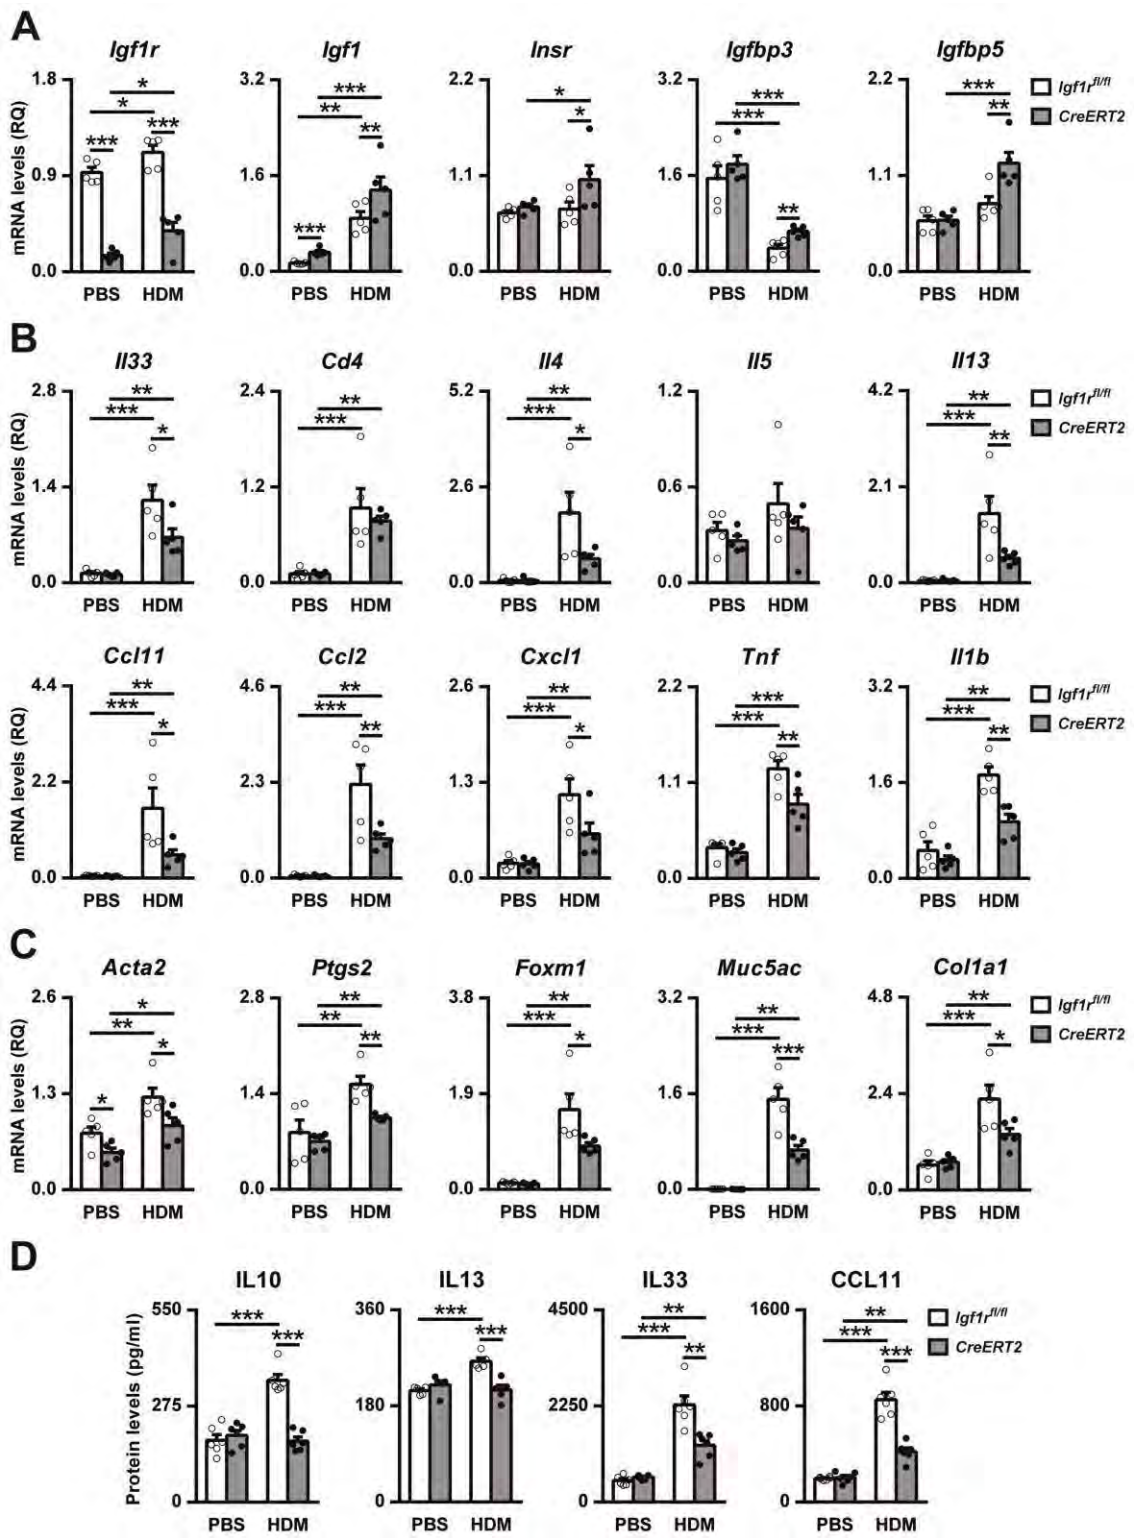 A
Igf1r Igf1 Insr Igfbp3 Igfbp5
mRNA levels (RQ)
1.8 0.9 0.0 * * *** *** PBS HDM
3.2 1.6 0.0 *** ** ** *** PBS HDM
2.2 1.1 0.0 * * PBS HDM
3.2 1.6 0.0 *** *** ** PBS HDM
2.2 1.1 0.0 *** ** PBS HDM
Igf1rfl/fl
CreERT2
B
Il33 Cd4 Il4 Il5 Il13
mRNA levels (RQ)
2.8 1.4 0.0 ** *** * PBS HDM
2.4 1.2 0.0 ** *** PBS HDM
5.2 2.6 0.0 ** *** * PBS HDM
1.2 0.6 0.0 PBS HDM
4.2 2.1 0.0 ** *** ** PBS HDM
Igf1rfl/fl
CreERT2
Ccl11 Ccl2 Cxcl1 Tnf Il1b
mRNA levels (RQ)
4.4 2.2 0.0 ** *** * PBS HDM
4.6 2.3 0.0 ** *** ** PBS HDM
2.6 1.3 0.0 ** *** * PBS HDM
2.2 1.1 0.0 *** *** ** PBS HDM
3.2 1.6 0.0 ** *** ** PBS HDM
Igf1rfl/fl
CreERT2
C
Acta2 Ptgs2 Foxm1 Muc5ac Col1a1
mRNA levels (RQ)
2.6 1.3 0.0 * ** * * PBS HDM
2.8 1.4 0.0 ** ** ** PBS HDM
3.8 1.9 0.0 ** *** * PBS HDM
3.2 1.6 0.0 ** *** *** PBS HDM
4.8 2.4 0.0 ** *** * PBS HDM
Igf1rfl/fl
CreERT2
D
IL10 IL13 IL33 CCL11
Protein levels (pg/ml)
550 275 0 *** *** PBS HDM
360 180 0 *** *** PBS HDM
4500 2250 0 ** *** ** PBS HDM
1600 800 0 ** *** *** PBS HDM
Igf1rfl/fl
CreERT2